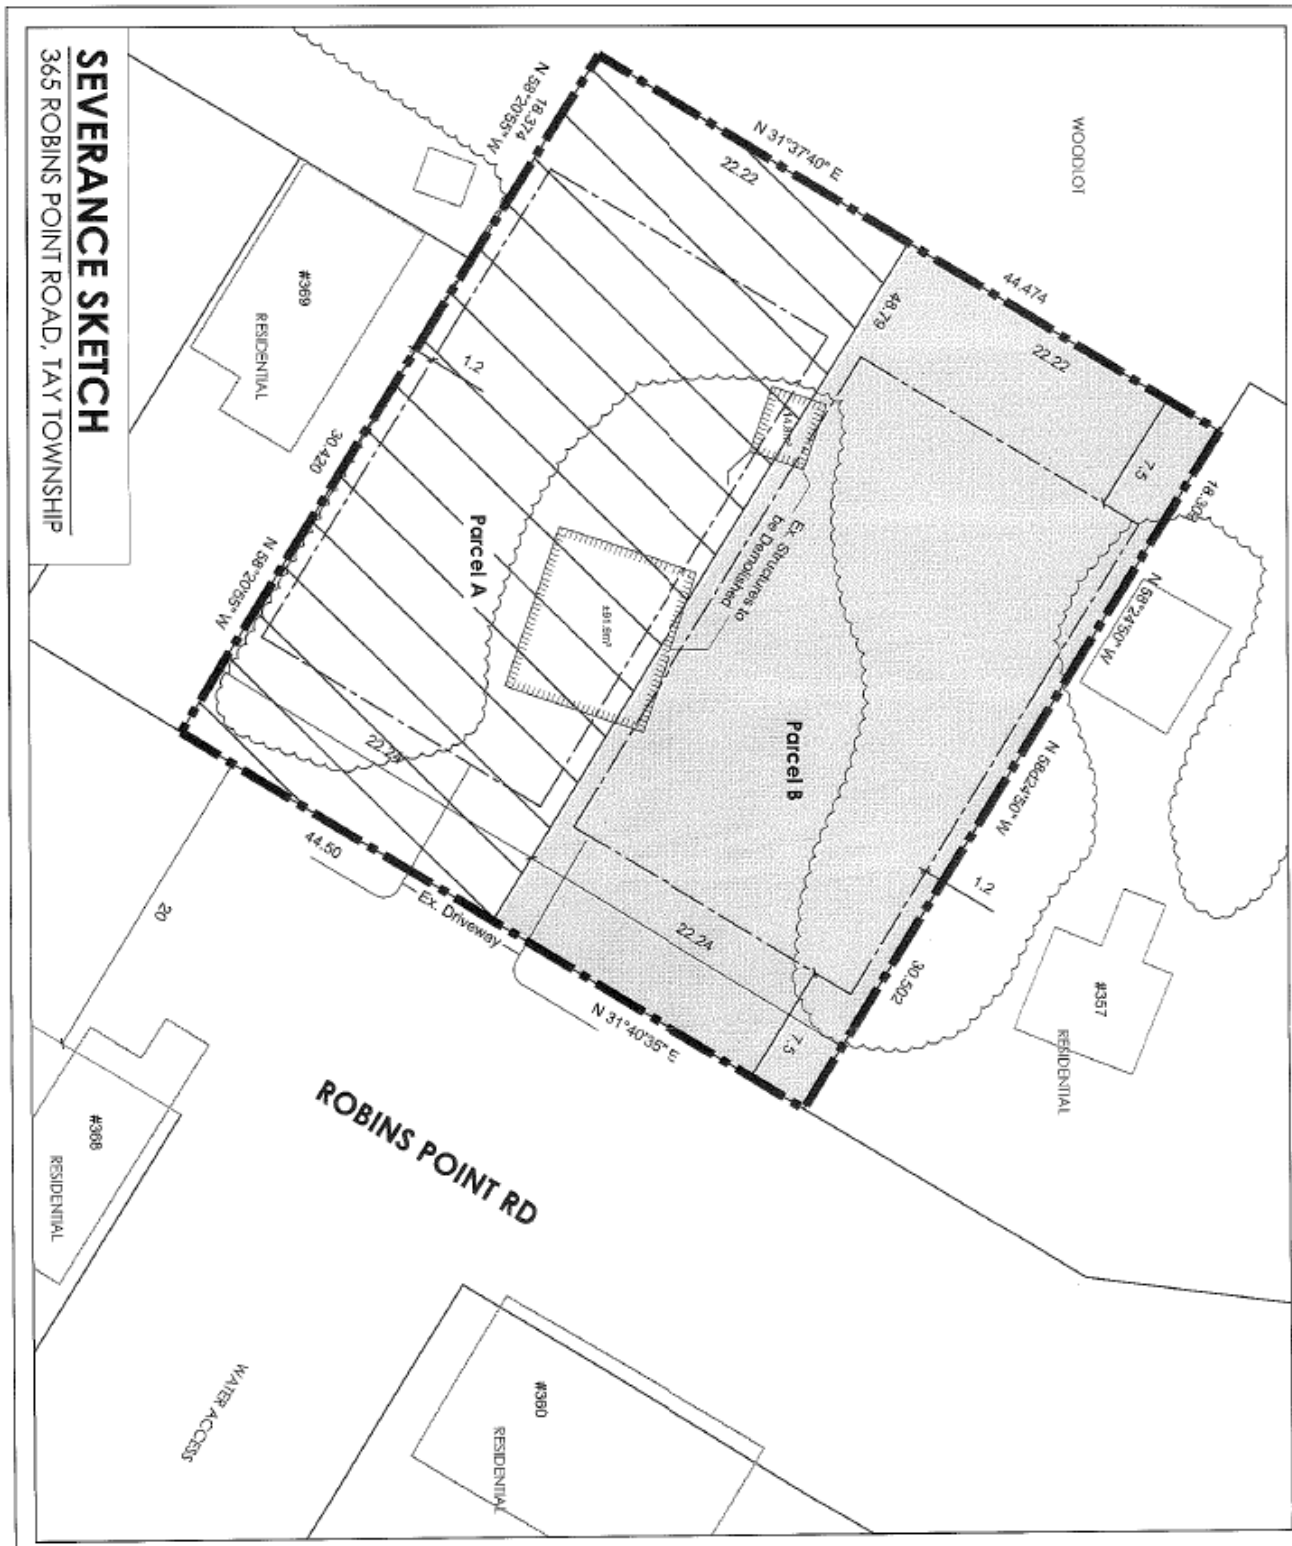 SEVERANCE SKETCH
365 ROBINS POINT ROAD, TAY TOWNSHIP
WOODLOT
N 31°37'40" E
22.22
44.474
22.22
18.374
N 58°20'55" W
48.79
7.5
N 58°24'50" W
#369
RESIDENTIAL
1.2
30.420
N 58°20'55" W
Parcel A
Ex. Structures to
be Demolished
Parcel B
N 58d24'50" W
1.2
30.502
#357
RESIDENTIAL
22.24
22.24
7.5
44.50
Ex. Driveway
N 31°40'35" E
20
ROBINS POINT RD
#368
RESIDENTIAL
WATER ACCESS
#360
RESIDENTIAL